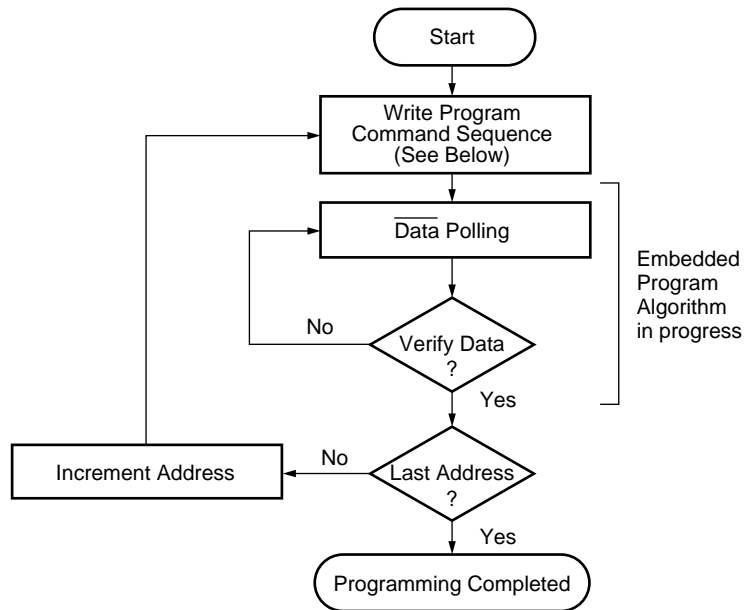 Start
Write Program
Command Sequence
(See Below)
Data Polling
Embedded
Program
Algorithm
in progress
No
Verify Data
?
Yes
Increment Address
No
Last Address
?
Yes
Programming Completed